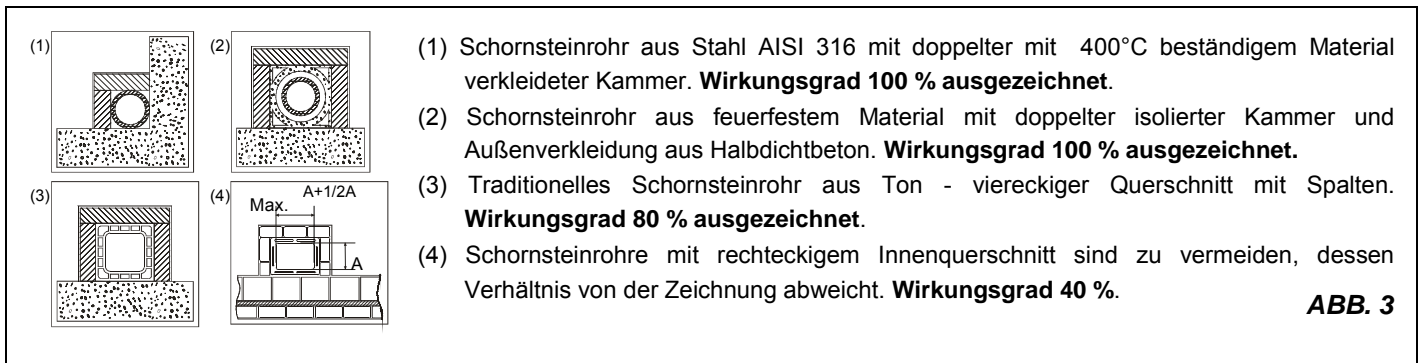 (1)
(2)
(3)
(4)
A+1/2A
Max.
A
(1) Schornsteinrohr aus Stahl AISI 316 mit doppelter mit 400°C beständigem Material
verkleideter Kammer. Wirkungsgrad 100 % ausgezeichnet.
(2) Schornsteinrohr aus feuerfestem Material mit doppelter isolierter Kammer und
Außenverkleidung aus Halbdichtbeton. Wirkungsgrad 100 % ausgezeichnet.
(3) Traditionelles Schornsteinrohr aus Ton - viereckiger Querschnitt mit Spalten.
Wirkungsgrad 80 % ausgezeichnet.
(4) Schornsteinrohre mit rechteckigem Innenquerschnitt sind zu vermeiden, dessen
Verhältnis von der Zeichnung abweicht. Wirkungsgrad 40 %.
ABB. 3